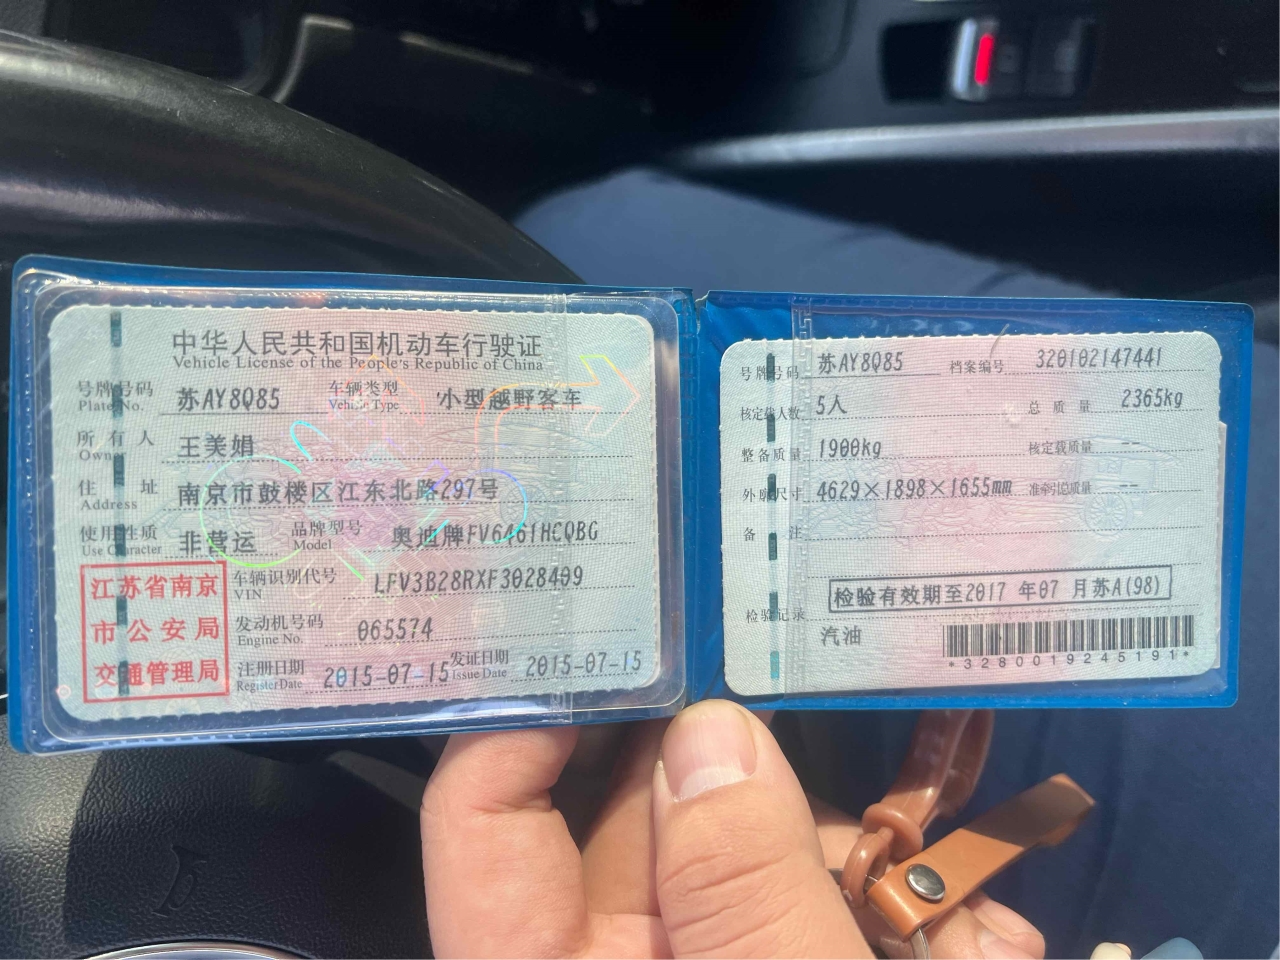 中华人民共和国机动车行驶证
Vehicle License of the People's Republic of China
号牌号码 苏AY8Q85 车辆类型 小型越野客车
Plate No. Vehicle Type
所有人 王美娟
Owner
住址 南京市鼓楼区江东北路297号
Address
使用性质 非营运 品牌型号 奥迪牌FV6461HCQBG
Use Character Model
江苏省南京
市公安局
交通管理局
车辆识别代号 LFV3B28RXF3028409
VIN
发动机号码 065574
Engine No.
注册日期 2015-07-15 发证日期 2015-07-15
Register Date Issue Date
号牌号码 苏AY8Q85 档案编号 320102147441
核定载人数 5人 总质量 2365kg
整备质量 1900kg 核定载质量 --
外廓尺寸 4629×1898×1655mm 准牵引总质量 --
备注
检验有效期至2017 年07 月苏A(98)
检验记录
汽油
*3280019245191*